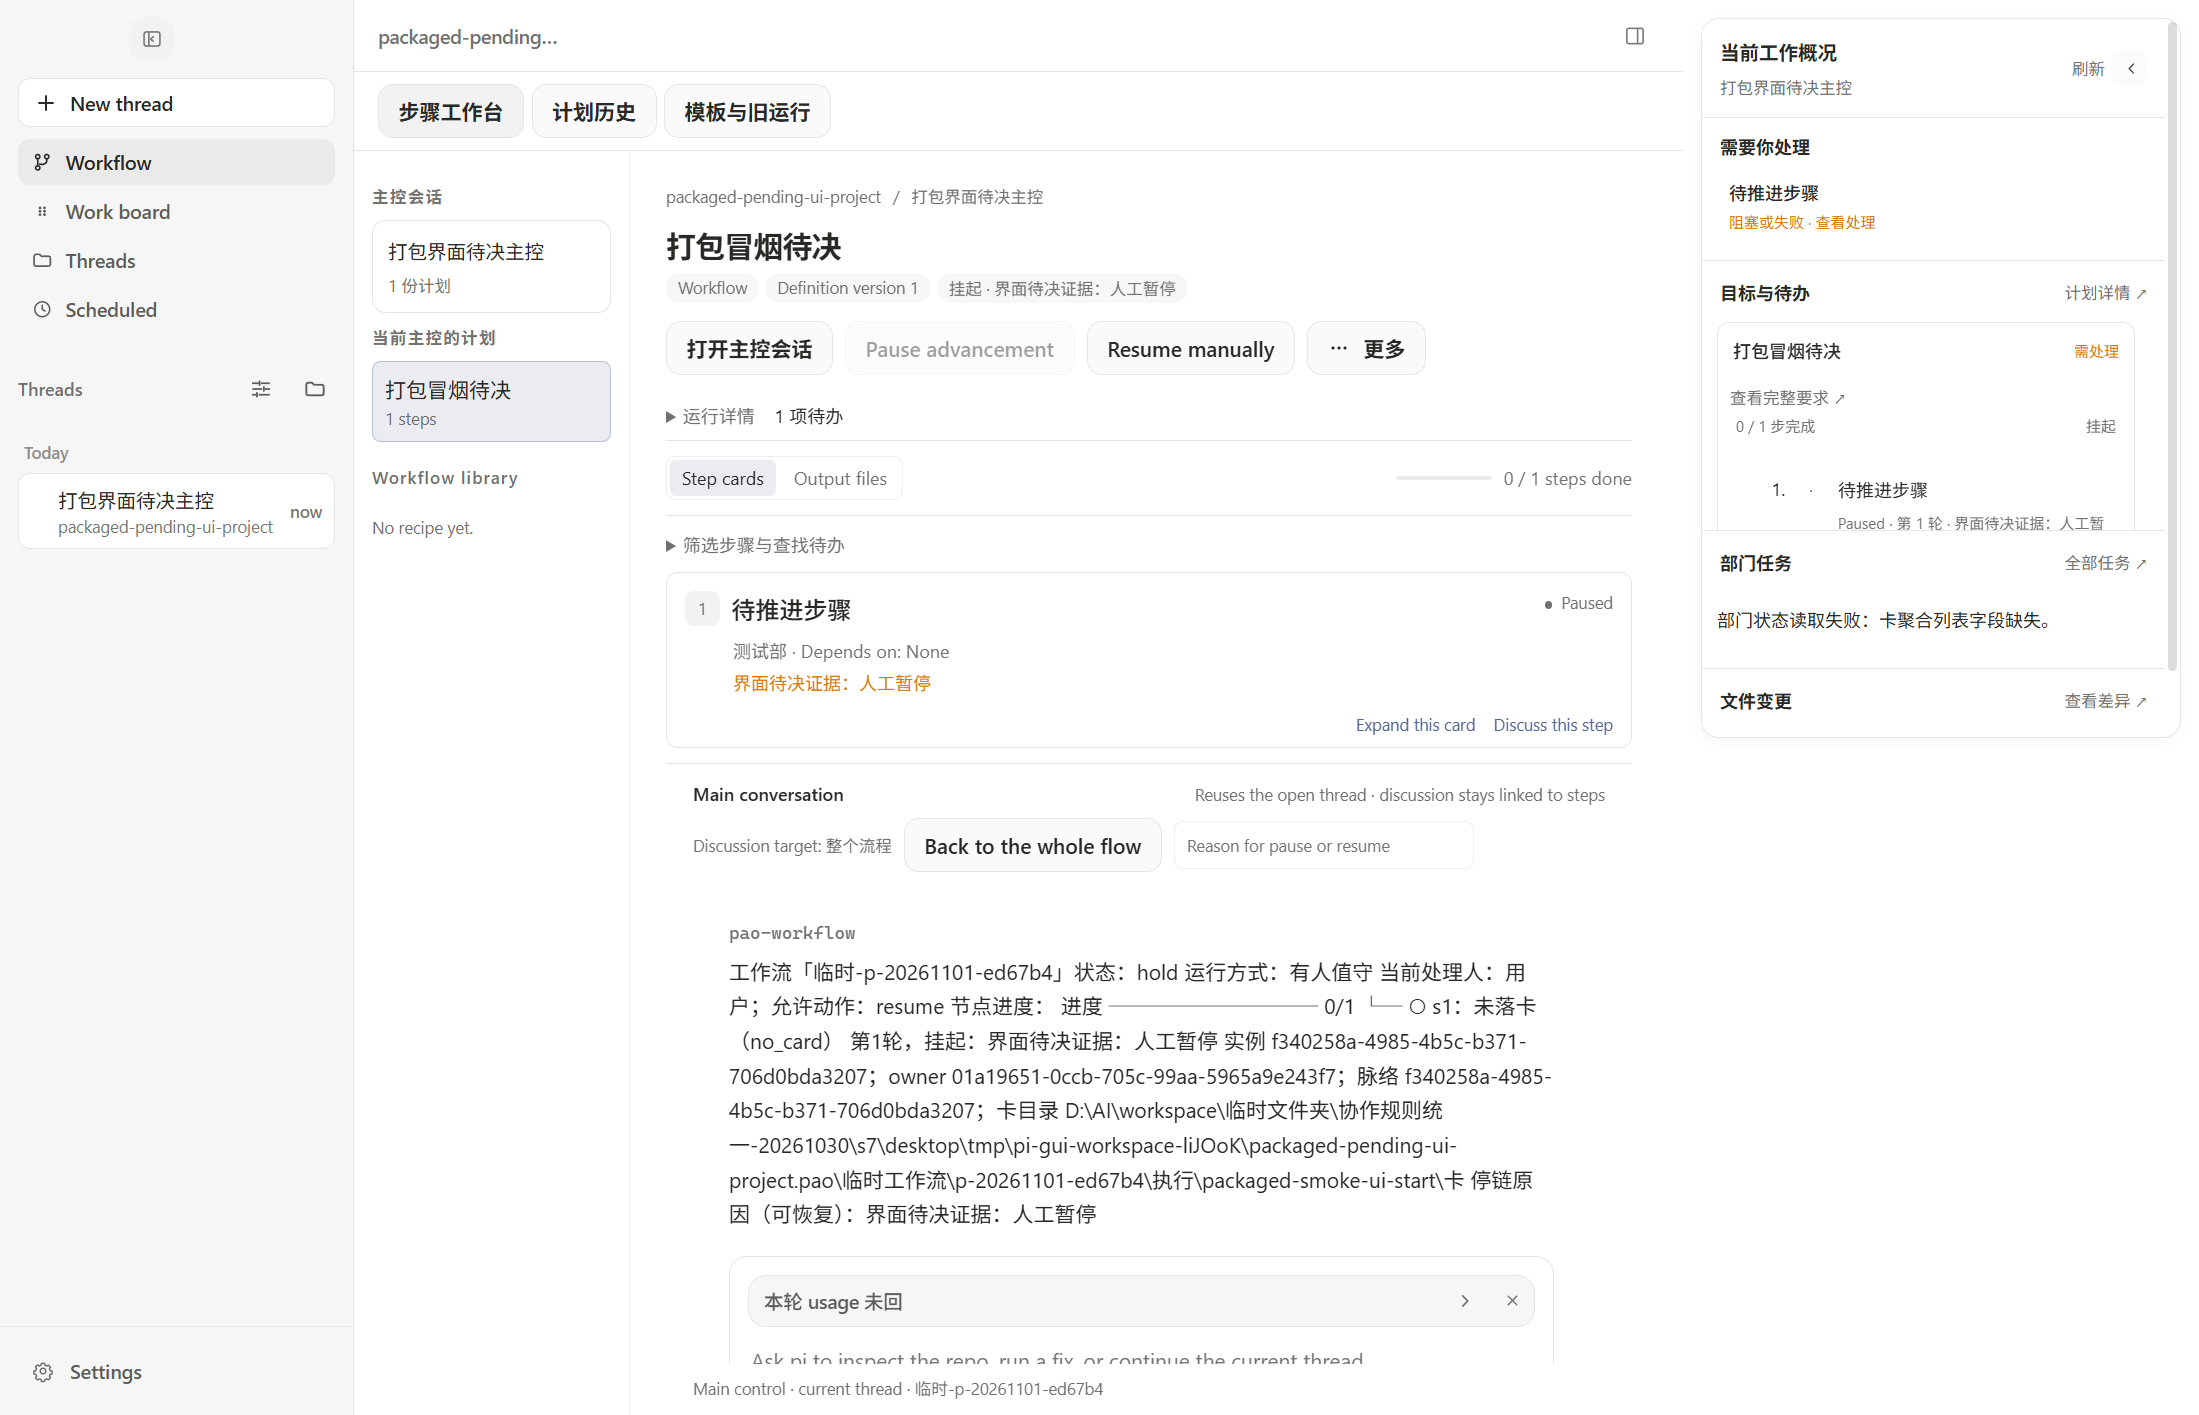 New thread
Workflow
Work board
Threads
Scheduled
Threads
Today
打包界面待决主控
packaged-pending-ui-project
now
Settings
packaged-pending...
步骤工作台
计划历史
模板与旧运行
主控会话
打包界面待决主控
1 份计划
当前主控的计划
打包冒烟待决
1 steps
Workflow library
No recipe yet.
packaged-pending-ui-project / 打包界面待决主控
打包冒烟待决
Workflow
Definition version 1
挂起 · 界面待决证据：人工暂停
打开主控会话
Pause advancement
Resume manually
··· 更多
运行详情 1 项待办
Step cards
Output files
0 / 1 steps done
筛选步骤与查找待办
1
待推进步骤
Paused
测试部 · Depends on: None
界面待决证据：人工暂停
Expand this card
Discuss this step
Main conversation
Reuses the open thread · discussion stays linked to steps
Discussion target: 整个流程
Back to the whole flow
Reason for pause or resume
pao-workflow
工作流「临时-p-20261101-ed67b4」状态：hold 运行方式：有人值守 当前处理人：用
户；允许动作：resume 节点进度： 进度 ──────────── 0/1 └── ○ s1：未落卡
（no_card） 第1轮，挂起：界面待决证据：人工暂停 实例 f340258a-4985-4b5c-b371-
706d0bda3207；owner 01a19651-0ccb-705c-99aa-5965a9e243f7；脉络 f340258a-4985-
4b5c-b371-706d0bda3207；卡目录 D:\AI\workspace\临时文件夹\协作规则统
一-20261030\s7\desktop\tmp\pi-gui-workspace-liJOoK\packaged-pending-ui-
project.pao\临时工作流\p-20261101-ed67b4\执行\packaged-smoke-ui-start\卡 停链原
因（可恢复）：界面待决证据：人工暂停
本轮 usage 未回
Ask pi to inspect the repo, run a fix, or continue the current thread
Main control · current thread · 临时-p-20261101-ed67b4
当前工作概况
打包界面待决主控
刷新
需要你处理
待推进步骤
阻塞或失败 · 查看处理
目标与待办
计划详情 ↗
打包冒烟待决
需处理
查看完整要求 ↗
0 / 1 步完成
挂起
1. · 待推进步骤
Paused · 第 1 轮 · 界面待决证据：人工暂
部门任务
全部任务 ↗
部门状态读取失败：卡聚合列表字段缺失。
文件变更
查看差异 ↗